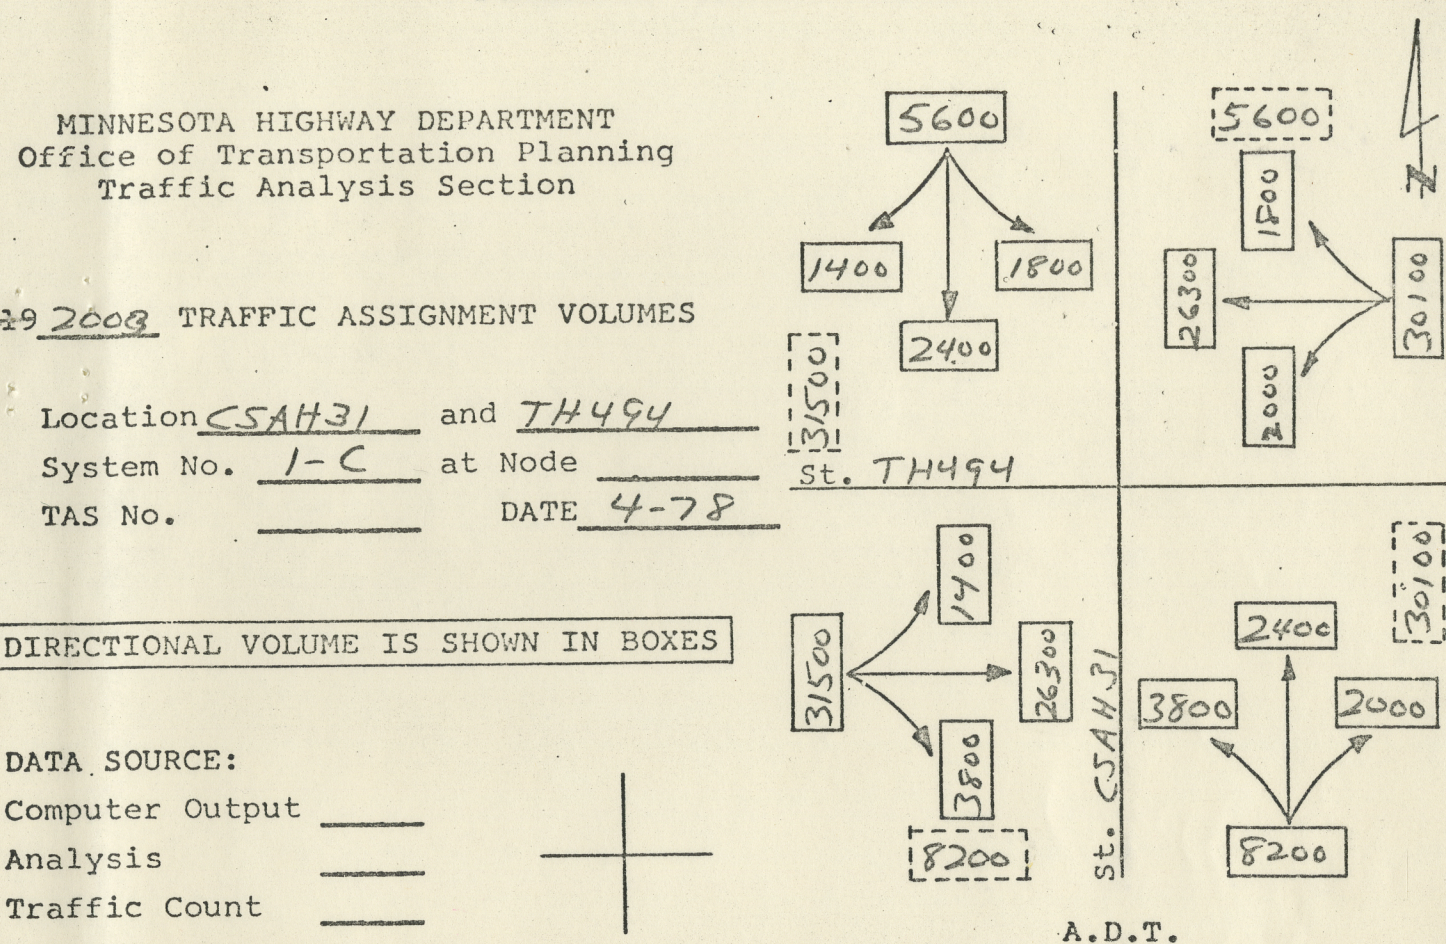 MINNESOTA HIGHWAY DEPARTMENT
Office of Transportation Planning
Traffic Analysis Section
19 2000 TRAFFIC ASSIGNMENT VOLUMES
Location CSAH31 and TH494
System No. 1-C at Node
TAS No. DATE 4-78
DIRECTIONAL VOLUME IS SHOWN IN BOXES
DATA SOURCE:
Computer Output
Analysis
Traffic Count
5600
1400
1800
2400
31500
St. TH494
5600
1800
26300
30100
2000
N
1400
31500
26300
3800
8200
St. CSAH31
30100
2400
3800
2000
8200
A.D.T.